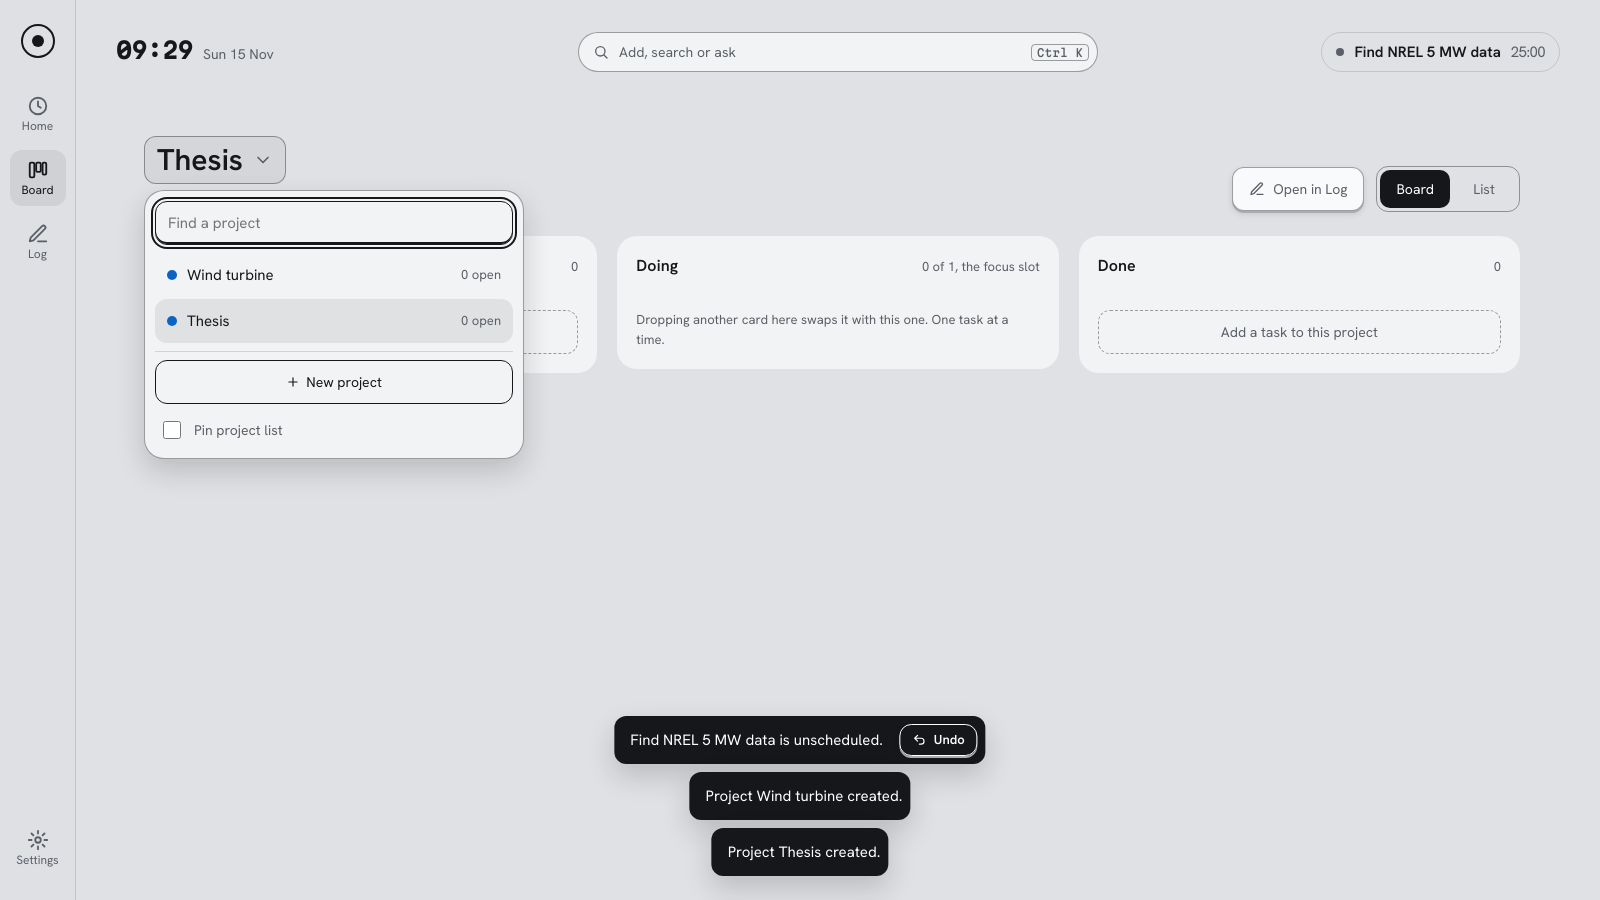 09:29 Sun 15 Nov
Add, search or ask
Ctrl K
Find NREL 5 MW data 25:00
Home
Board
Log
Settings
Thesis
Open in Log
Board
List
Find a project
Wind turbine 0 open
Thesis 0 open
New project
Pin project list
0
Doing 0 of 1, the focus slot
Dropping another card here swaps it with this one. One task at a
time.
Done 0
Add a task to this project
Find NREL 5 MW data is unscheduled. Undo
Project Wind turbine created.
Project Thesis created.